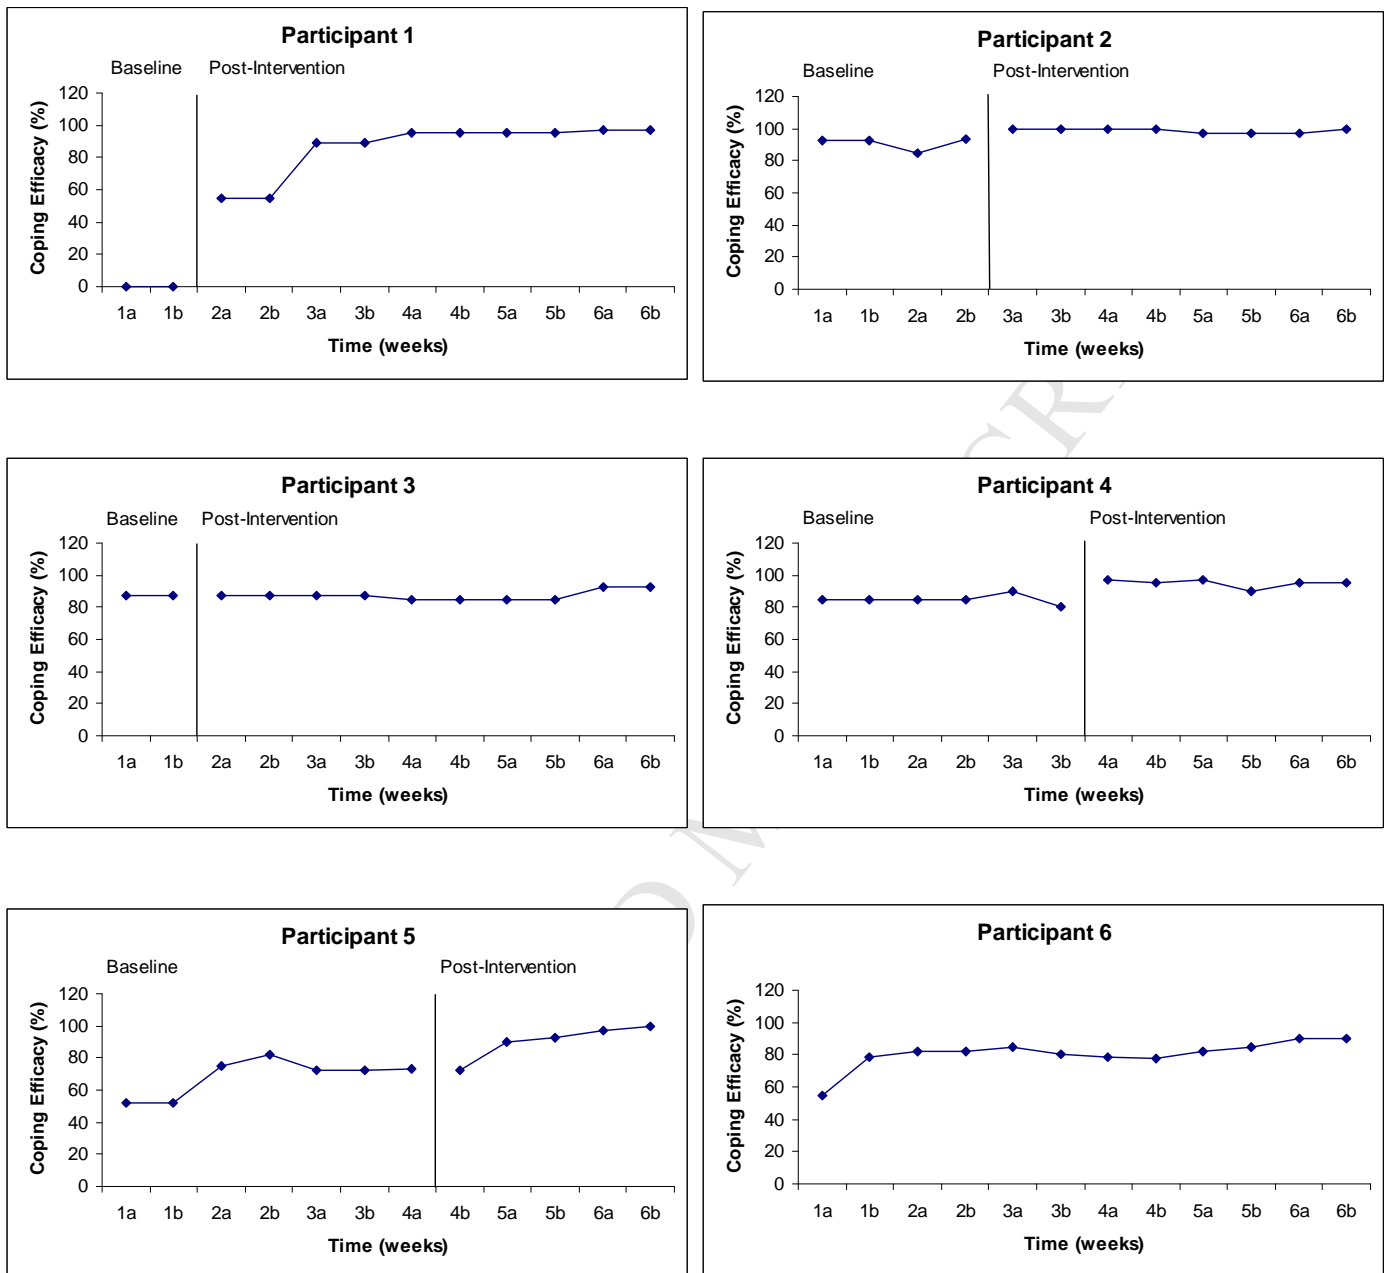 Participant 1
Baseline Post-Intervention
Coping Efficacy (%)
120
100
80
60
40
20
0
1a 1b 2a 2b 3a 3b 4a 4b 5a 5b 6a 6b
Time (weeks)
Participant 2
Baseline Post-Intervention
Coping Efficacy (%)
120
100
80
60
40
20
0
1a 1b 2a 2b 3a 3b 4a 4b 5a 5b 6a 6b
Time (weeks)
Participant 3
Baseline Post-Intervention
Coping Efficacy (%)
120
100
80
60
40
20
0
1a 1b 2a 2b 3a 3b 4a 4b 5a 5b 6a 6b
Time (weeks)
Participant 4
Baseline Post-Intervention
Coping Efficacy (%)
120
100
80
60
40
20
0
1a 1b 2a 2b 3a 3b 4a 4b 5a 5b 6a 6b
Time (weeks)
Participant 5
Baseline Post-Intervention
Coping Efficacy (%)
120
100
80
60
40
20
0
1a 1b 2a 2b 3a 3b 4a 4b 5a 5b 6a 6b
Time (weeks)
Participant 6
Coping Efficacy (%)
120
100
80
60
40
20
0
1a 1b 2a 2b 3a 3b 4a 4b 5a 5b 6a 6b
Time (weeks)